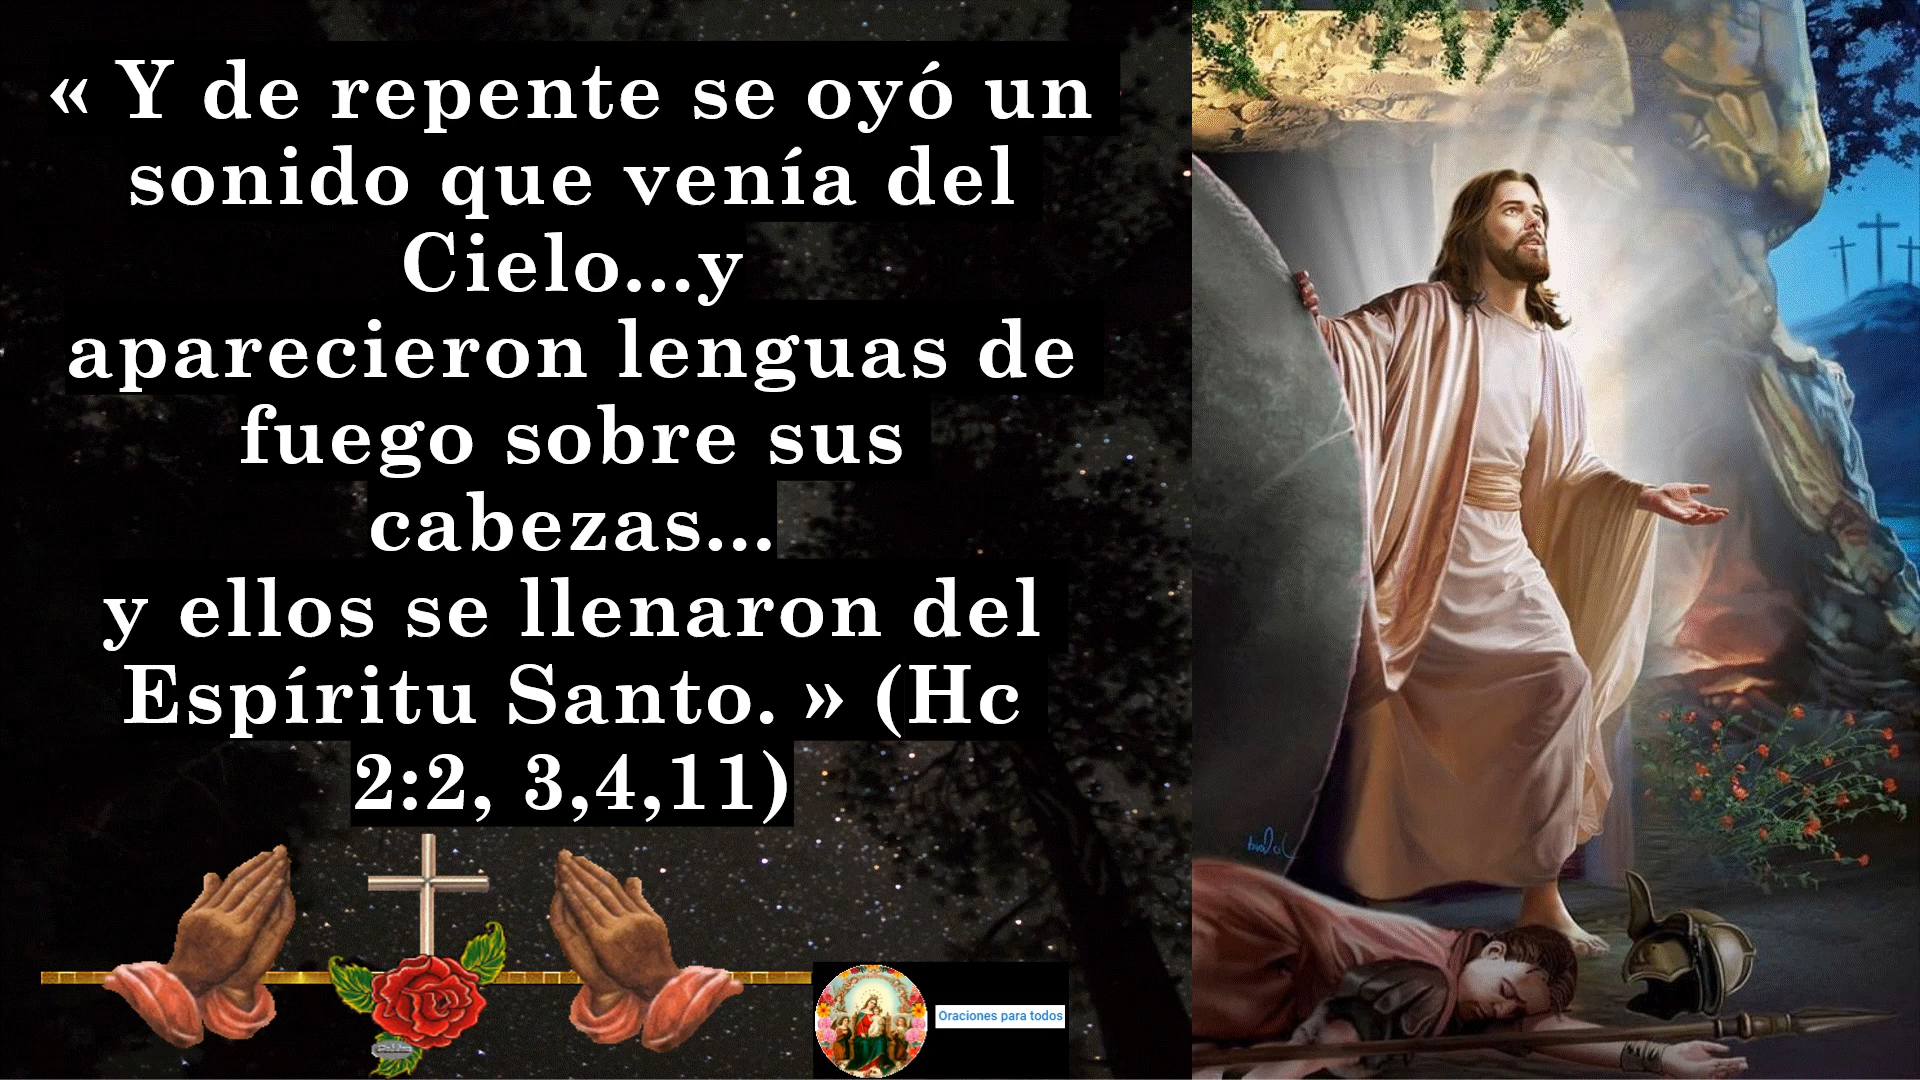 « Y de repente se oyó un
sonido que venía del
Cielo...y
aparecieron lenguas de
fuego sobre sus
cabezas...
y ellos se llenaron del
Espíritu Santo. » (Hc
2:2, 3,4,11)
Oraciones para todos